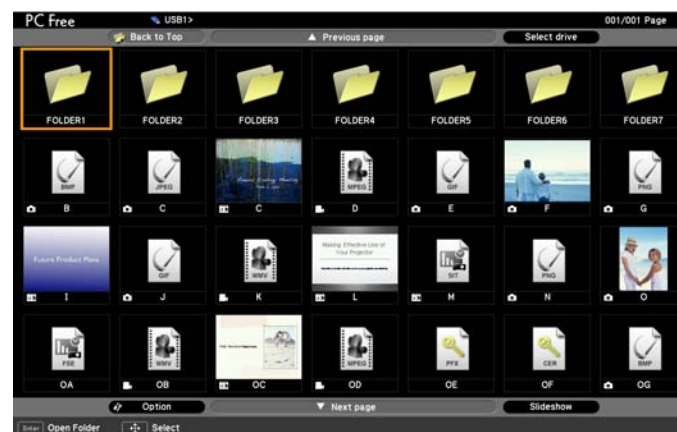 PC Free USB1> 001/001 Page
Back to Top Previous page Select drive
FOLDER1 FOLDER2 FOLDER3 FOLDER4 FOLDER5 FOLDER6 FOLDER7
BMP JPEG MPEG GIF PNG
B C C D E F G
Future Product Plans GIF WMV Making Effective Use of
Your Projector
SIT PNG
I J K L M N O
FSE WMV MPEG PFX CER BMP
OA OB OC OD OE OF OG
Option Next page Slideshow
Enter Open Folder Select